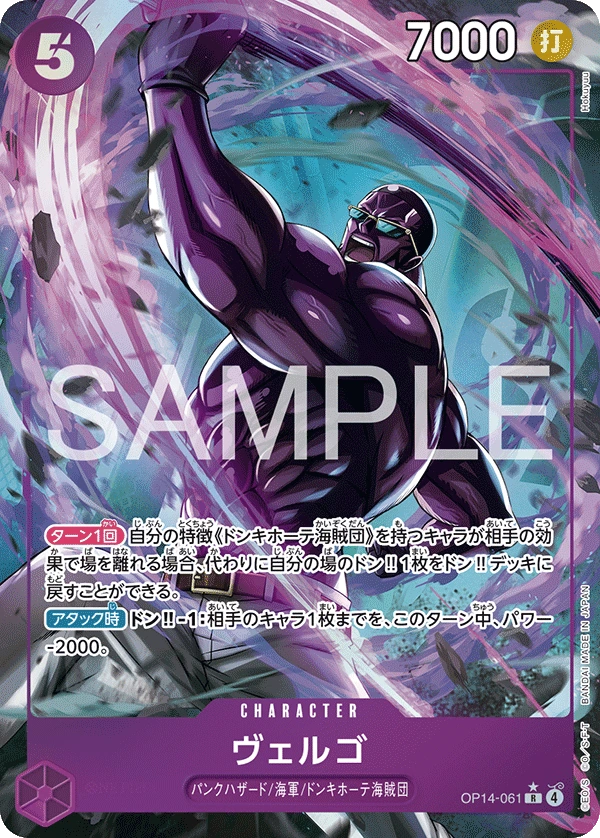 5
7000 打
Hokuyuu
SAMPLE
ターン1回 自分の特徴《ドンキホーテ海賊団》を持つキャラが相手の効
果で場を離れる場合、代わりに自分の場のドン!!1枚をドン!!デッキに
戻すことができる。
アタック時 ドン!!-1:相手のキャラ1枚までを、このターン中、パワー
-2000。
CHARACTER
ヴェルゴ
パンクハザード/海軍/ドンキホーテ海賊団
OP14-061 R 4
©E.O/S. ©O./S・F・T BANDAI MADE IN JAPAN